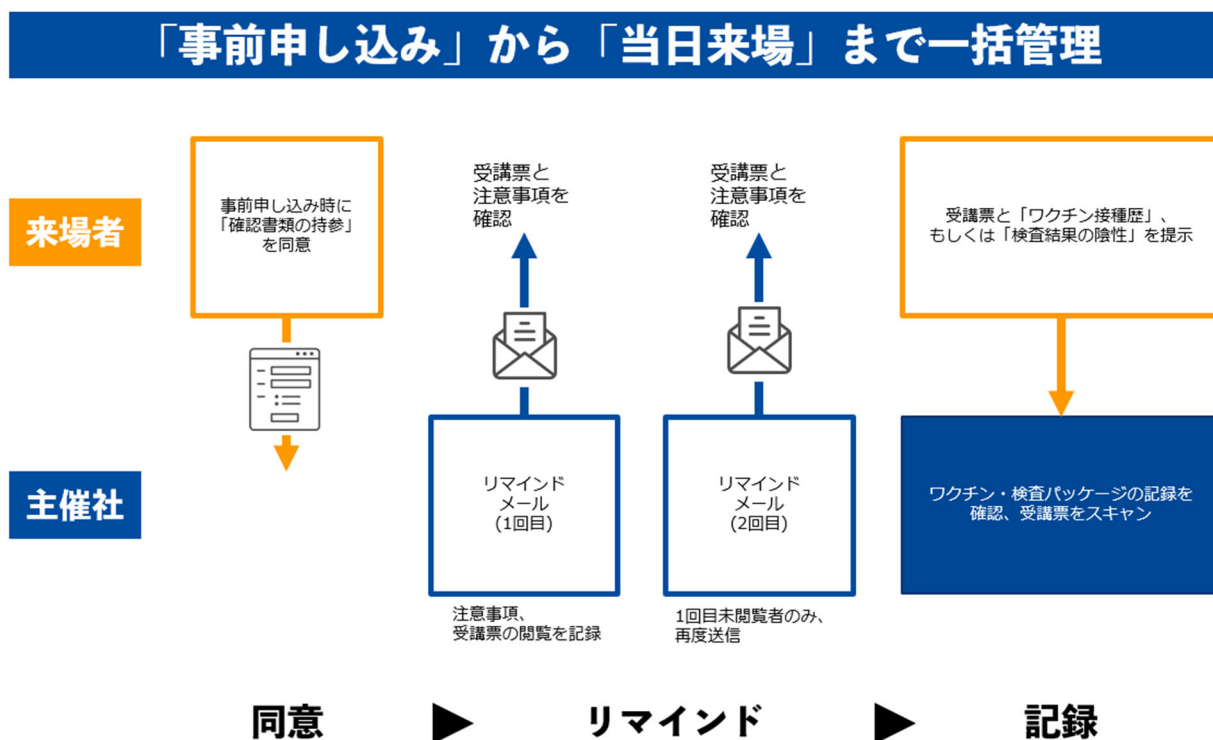 「事前申し込み」から「当日来場」まで一括管理
来場者
事前申し込み時に
「確認書類の持参」
を同意
受講票と
注意事項を
確認
受講票と
注意事項を
確認
受講票と「ワクチン接種歴」、
もしくは「検査結果の陰性」を提示
主催社
リマインド
メール
(1回目)
リマインド
メール
(2回目)
ワクチン・検査パッケージの記録を
確認、受講票をスキャン
注意事項、
受講票の閲覧を記録
1回目未閲覧者のみ、
再度送信
同意 ▶ リマインド ▶ 記録